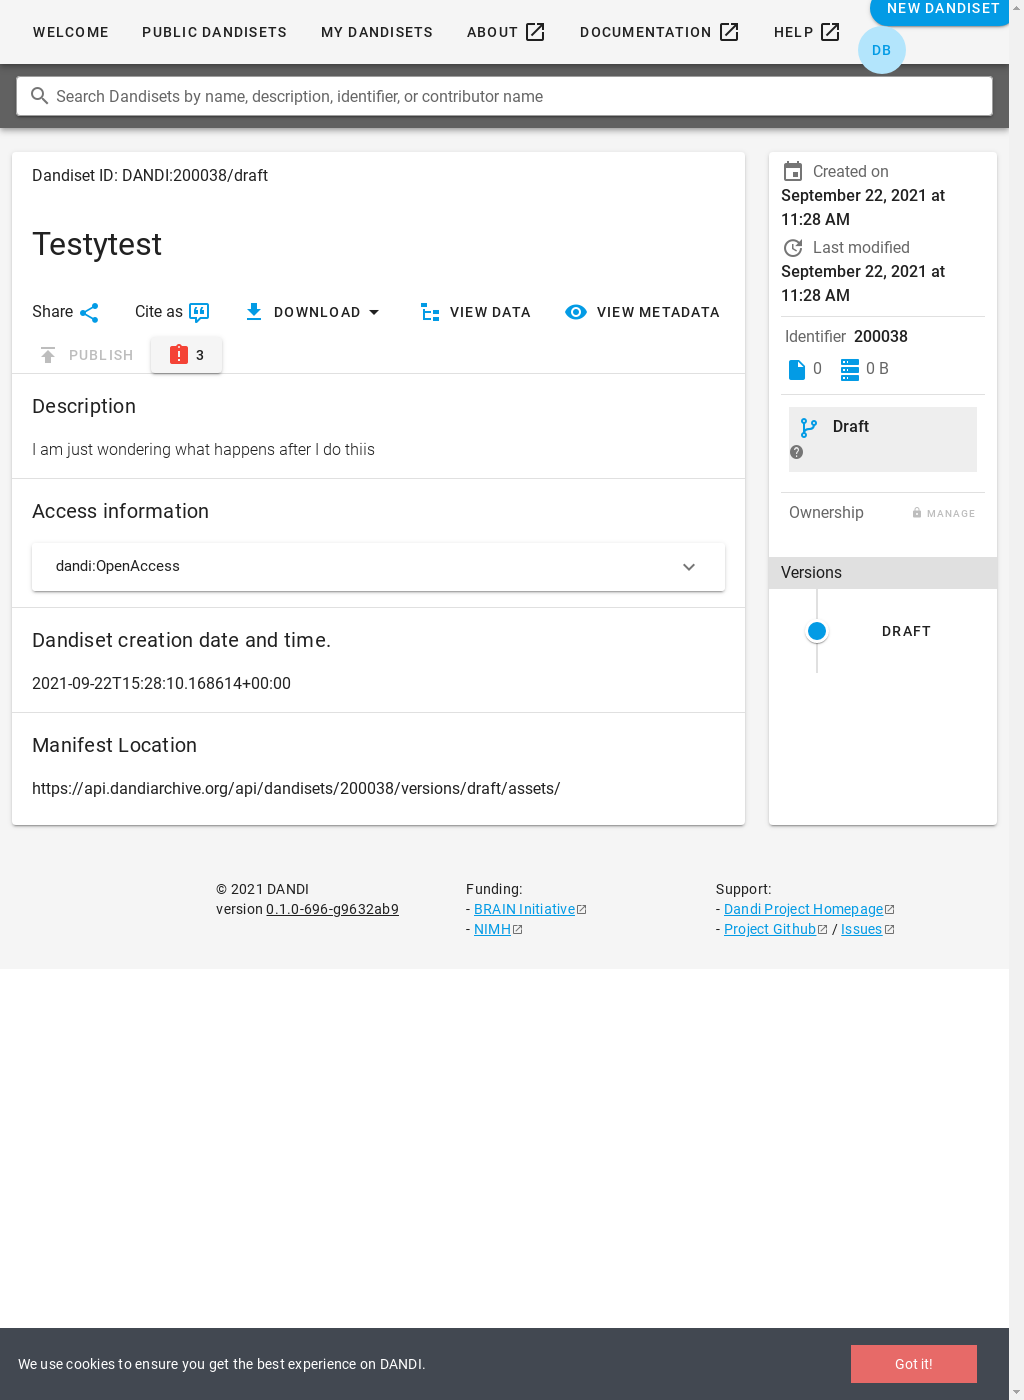 WELCOME
PUBLIC DANDISETS
MY DANDISETS
ABOUT
DOCUMENTATION
HELP
NEW DANDISET
DB
Search Dandisets by name, description, identifier, or contributor name
Dandiset ID: DANDI:200038/draft
Testytest
Share
Cite as
DOWNLOAD
VIEW DATA
VIEW METADATA
PUBLISH
3
Description
I am just wondering what happens after I do thiis
Access information
dandi:OpenAccess
Dandiset creation date and time.
2021-09-22T15:28:10.168614+00:00
Manifest Location
https://api.dandiarchive.org/api/dandisets/200038/versions/draft/assets/
Created on
September 22, 2021 at
11:28 AM
Last modified
September 22, 2021 at
11:28 AM
Identifier 200038
0
0 B
Draft
Ownership
MANAGE
Versions
DRAFT
© 2021 DANDI
version 0.1.0-696-g9632ab9
Funding:
- BRAIN Initiative
- NIMH
Support:
- Dandi Project Homepage
- Project Github / Issues
We use cookies to ensure you get the best experience on DANDI.
Got it!